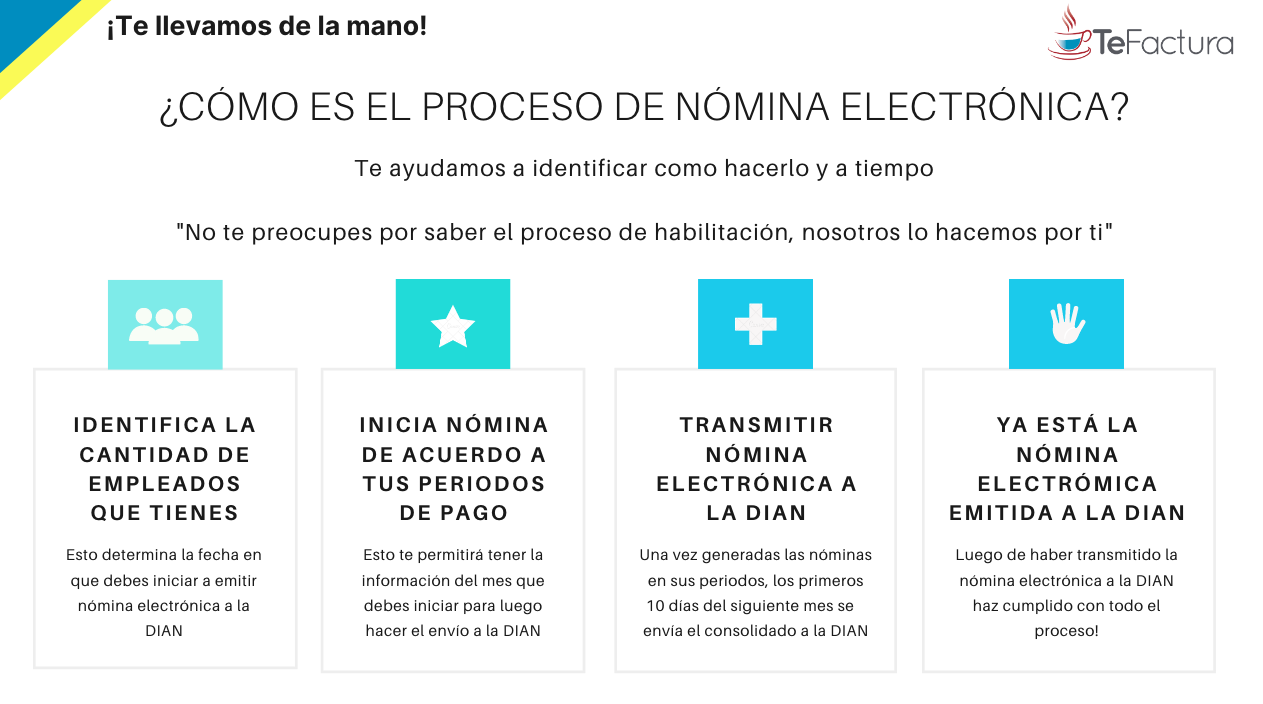 ¡Te llevamos de la mano!
TeFactura
¿CÓMO ES EL PROCESO DE NÓMINA ELECTRÓNICA?
Te ayudamos a identificar como hacerlo y a tiempo
"No te preocupes por saber el proceso de habilitación, nosotros lo hacemos por ti"
IDENTIFICA LA
CANTIDAD DE
EMPLEADOS
QUE TIENES
Esto determina la fecha en
que debes iniciar a emitir
nómina electrónica a la
DIAN
INICIA NÓMINA
DE ACUERDO A
TUS PERIODOS
DE PAGO
Esto te permitirá tener la
información del mes que
debes iniciar para luego
hacer el envío a la DIAN
TRANSMITIR
NÓMINA
ELECTRÓNICA A
LA DIAN
Una vez generadas las nóminas
en sus periodos, los primeros
10 días del siguiente mes se
envía el consolidado a la DIAN
YA ESTÁ LA
NÓMINA
ELECTRÓMICA
EMITIDA A LA DIAN
Luego de haber transmitido la
nómina electrónica a la DIAN
haz cumplido con todo el
proceso!